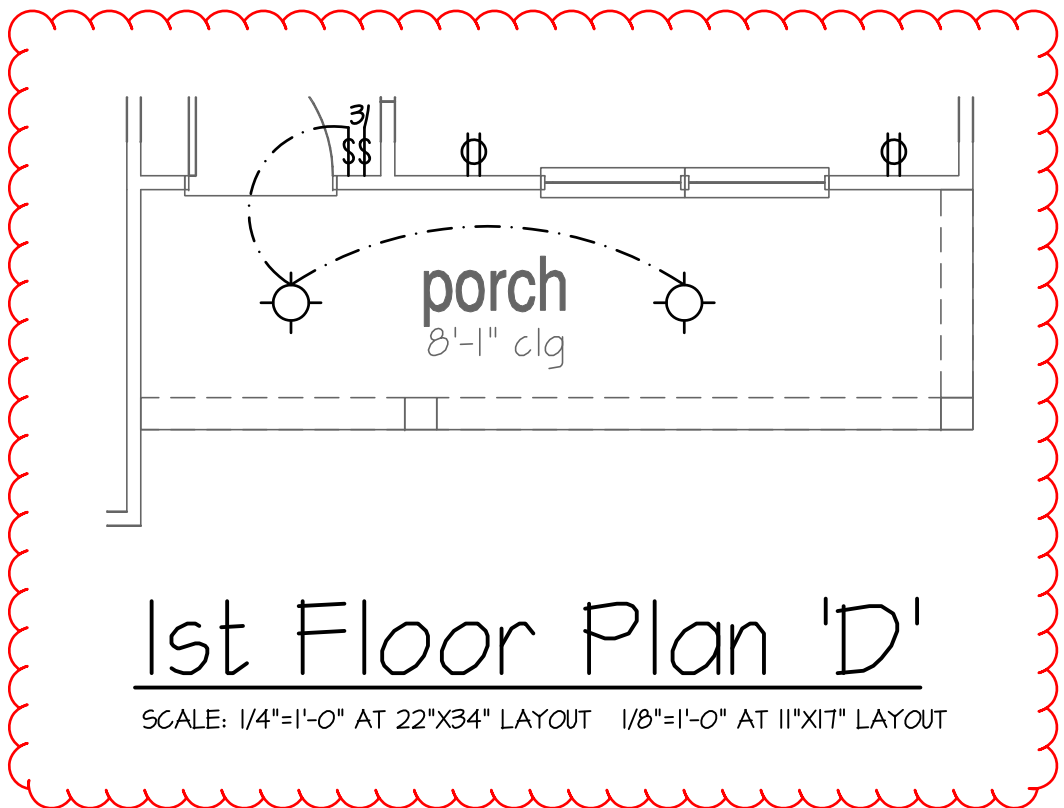 3/
$$
porch
8'-1" clg
1st Floor Plan 'D'
SCALE: 1/4"=1'-0" AT 22"X34" LAYOUT 1/8"=1'-0" AT 11"X17" LAYOUT